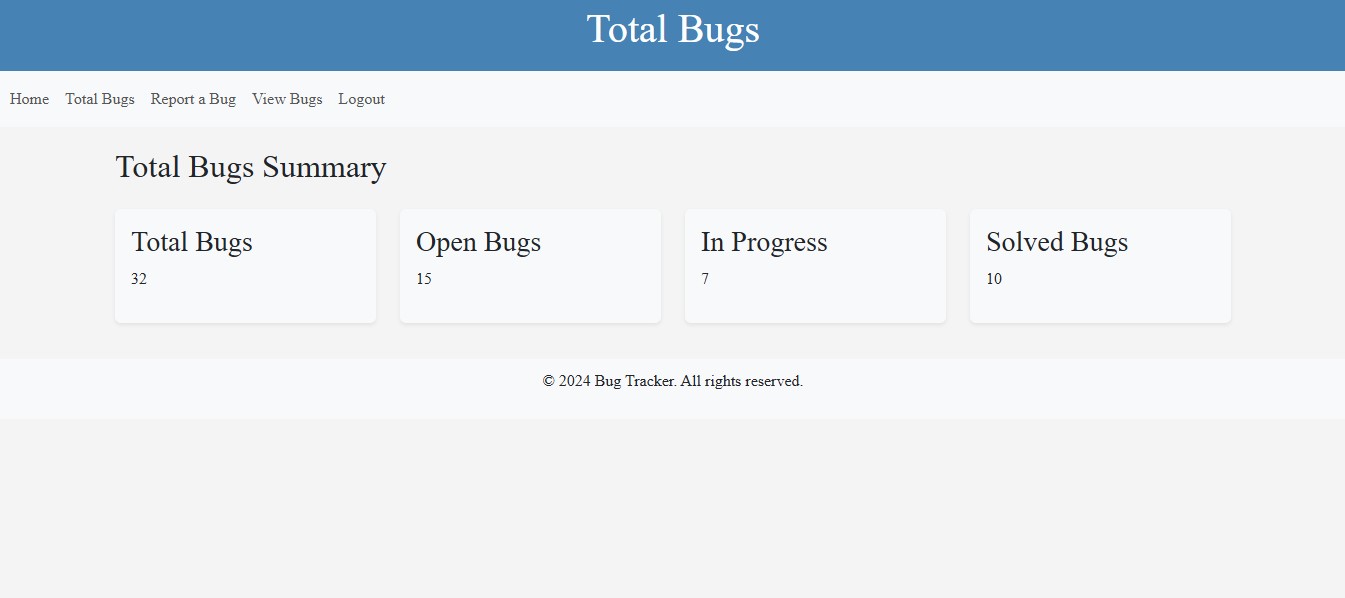 Total Bugs
Home Total Bugs Report a Bug View Bugs Logout
Total Bugs Summary
Total Bugs
32
Open Bugs
15
In Progress
7
Solved Bugs
10
© 2024 Bug Tracker. All rights reserved.